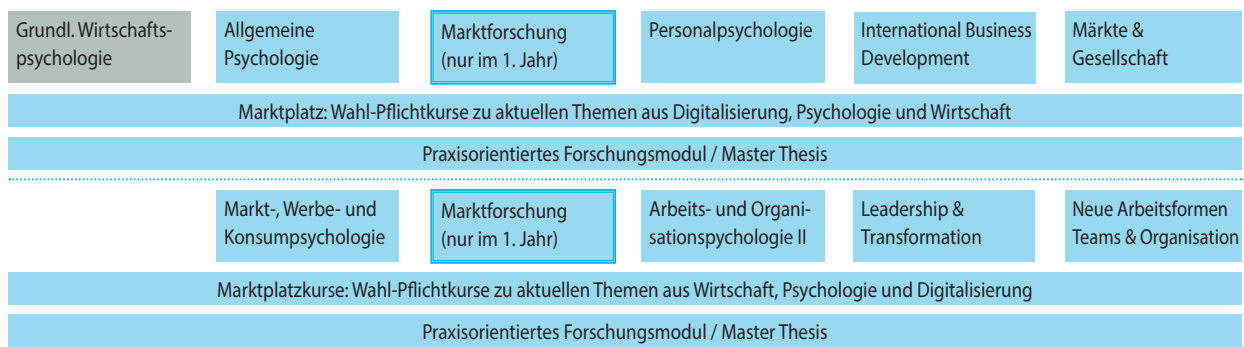 Grundl. Wirtschafts-
psychologie
Allgemeine
Psychologie
Marktforschung
(nur im 1. Jahr)
Personalpsychologie
International Business
Development
Märkte &
Gesellschaft
Marktplatz: Wahl-Pflichtkurse zu aktuellen Themen aus Digitalisierung, Psychologie und Wirtschaft
Praxisorientiertes Forschungsmodul / Master Thesis
Markt-, Werbe- und
Konsumpsychologie
Marktforschung
(nur im 1. Jahr)
Arbeits- und Organi-
sationspychologie II
Leadership &
Transformation
Neue Arbeitsformen
Teams & Organisation
Marktplatzkurse: Wahl-Pflichtkurse zu aktuellen Themen aus Wirtschaft, Psychologie und Digitalisierung
Praxisorientiertes Forschungsmodul / Master Thesis